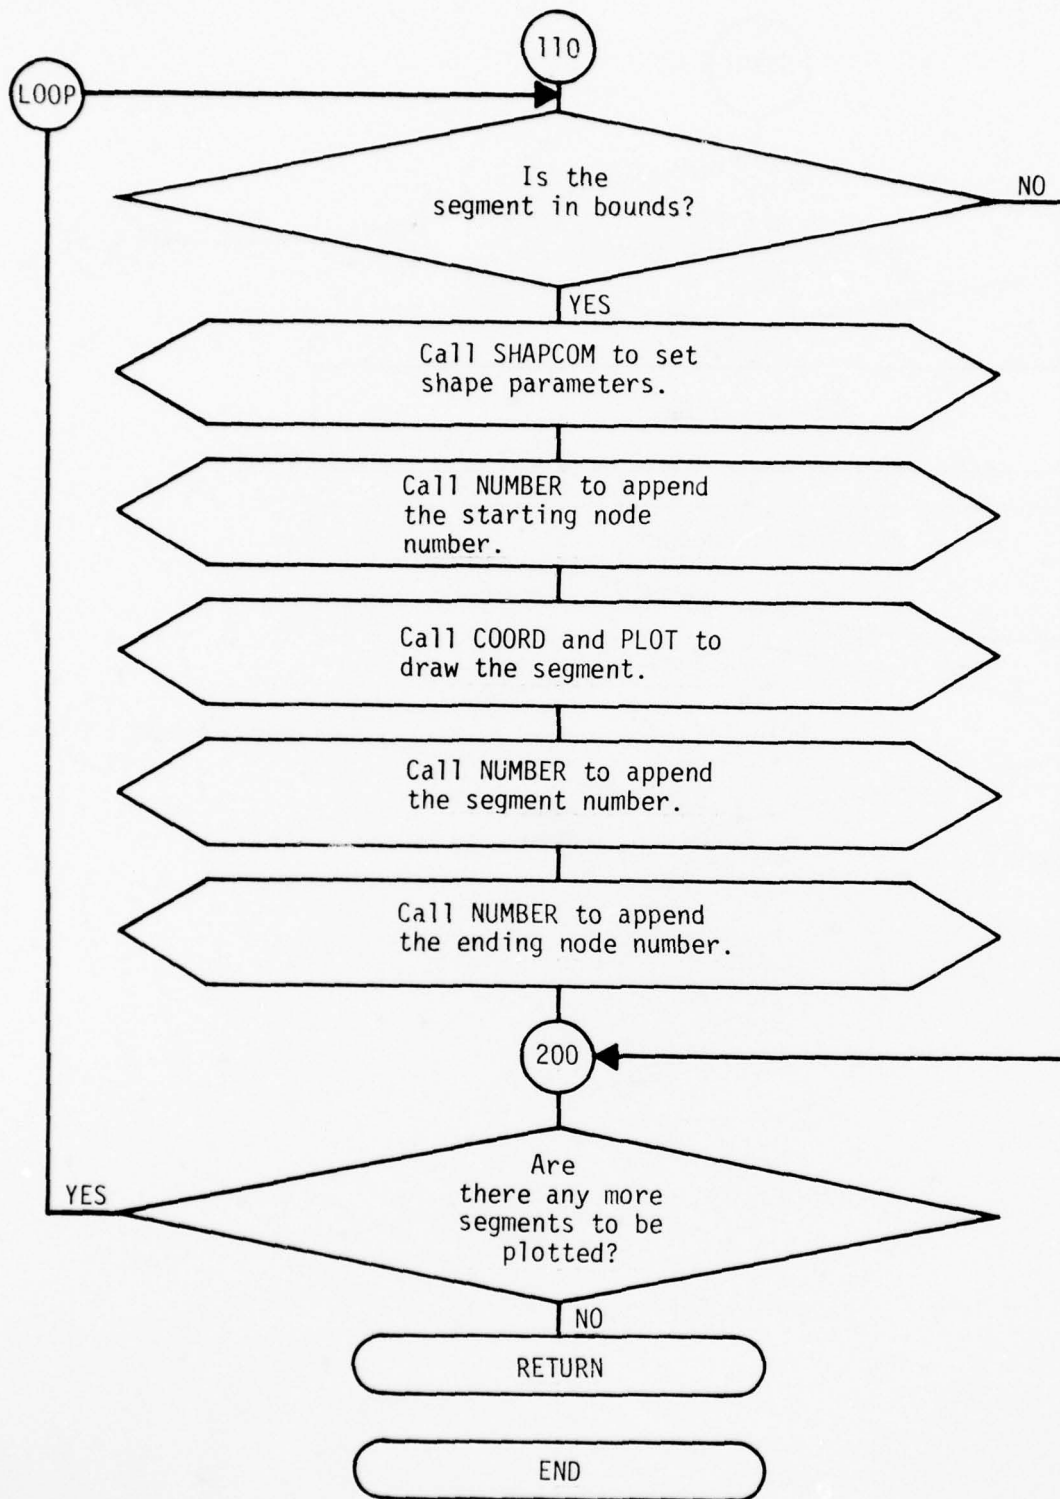 110
LOOP
Is the
segment in bounds?
NO
YES
Call SHAPCOM to set
shape parameters.
Call NUMBER to append
the starting node
number.
Call COORD and PLOT to
draw the segment.
Call NUMBER to append
the segment number.
Call NUMBER to append
the ending node number.
200
Are
there any more
segments to be
plotted?
YES
NO
RETURN
END